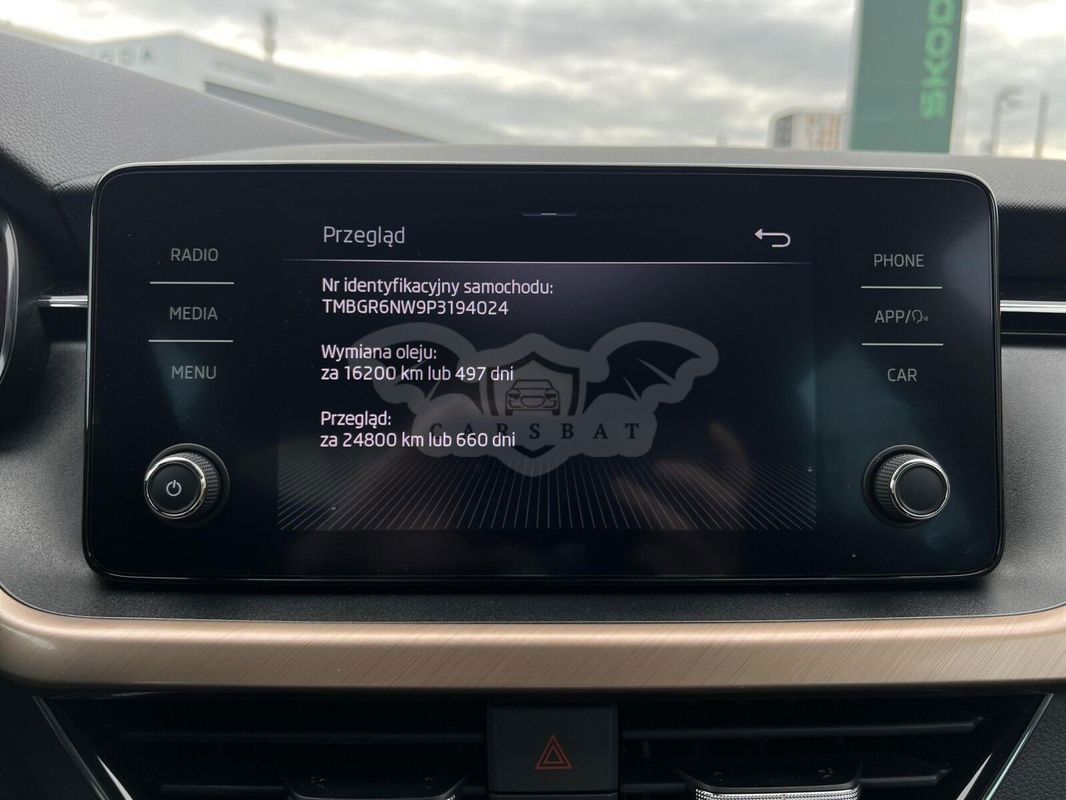 ŠKOD
Przegląd
RADIO
MEDIA
MENU
Nr identyfikacyjny samochodu:
TMBGR6NW9P3194024
Wymiana oleju:
za 16200 km lub 497 dni
Przegląd:
za 24800 km lub 660 dni
CARSBAT
PHONE
APP/
CAR